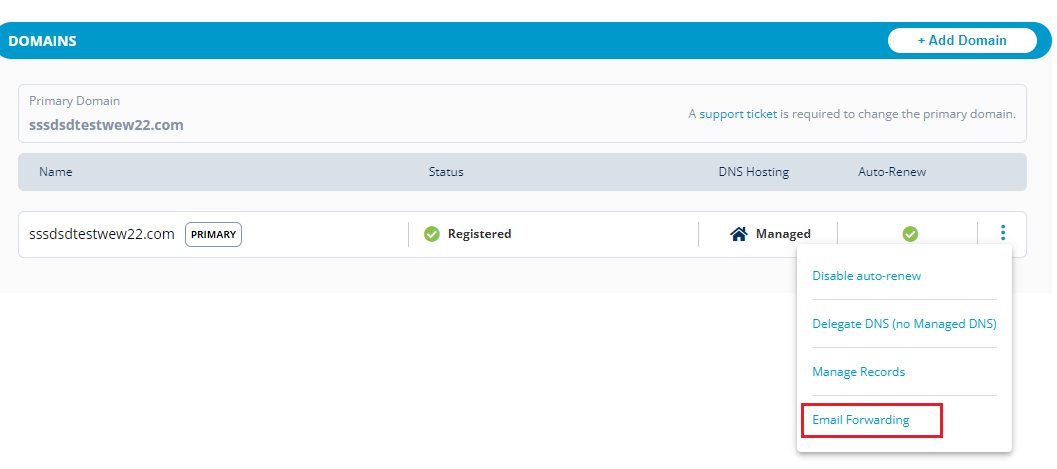 DOMAINS
+ Add Domain
Primary Domain
sssdsdtestwew22.com
A support ticket is required to change the primary domain.
Name Status DNS Hosting Auto-Renew
sssdsdtestwew22.com PRIMARY Registered Managed
Disable auto-renew
Delegate DNS (no Managed DNS)
Manage Records
Email Forwarding